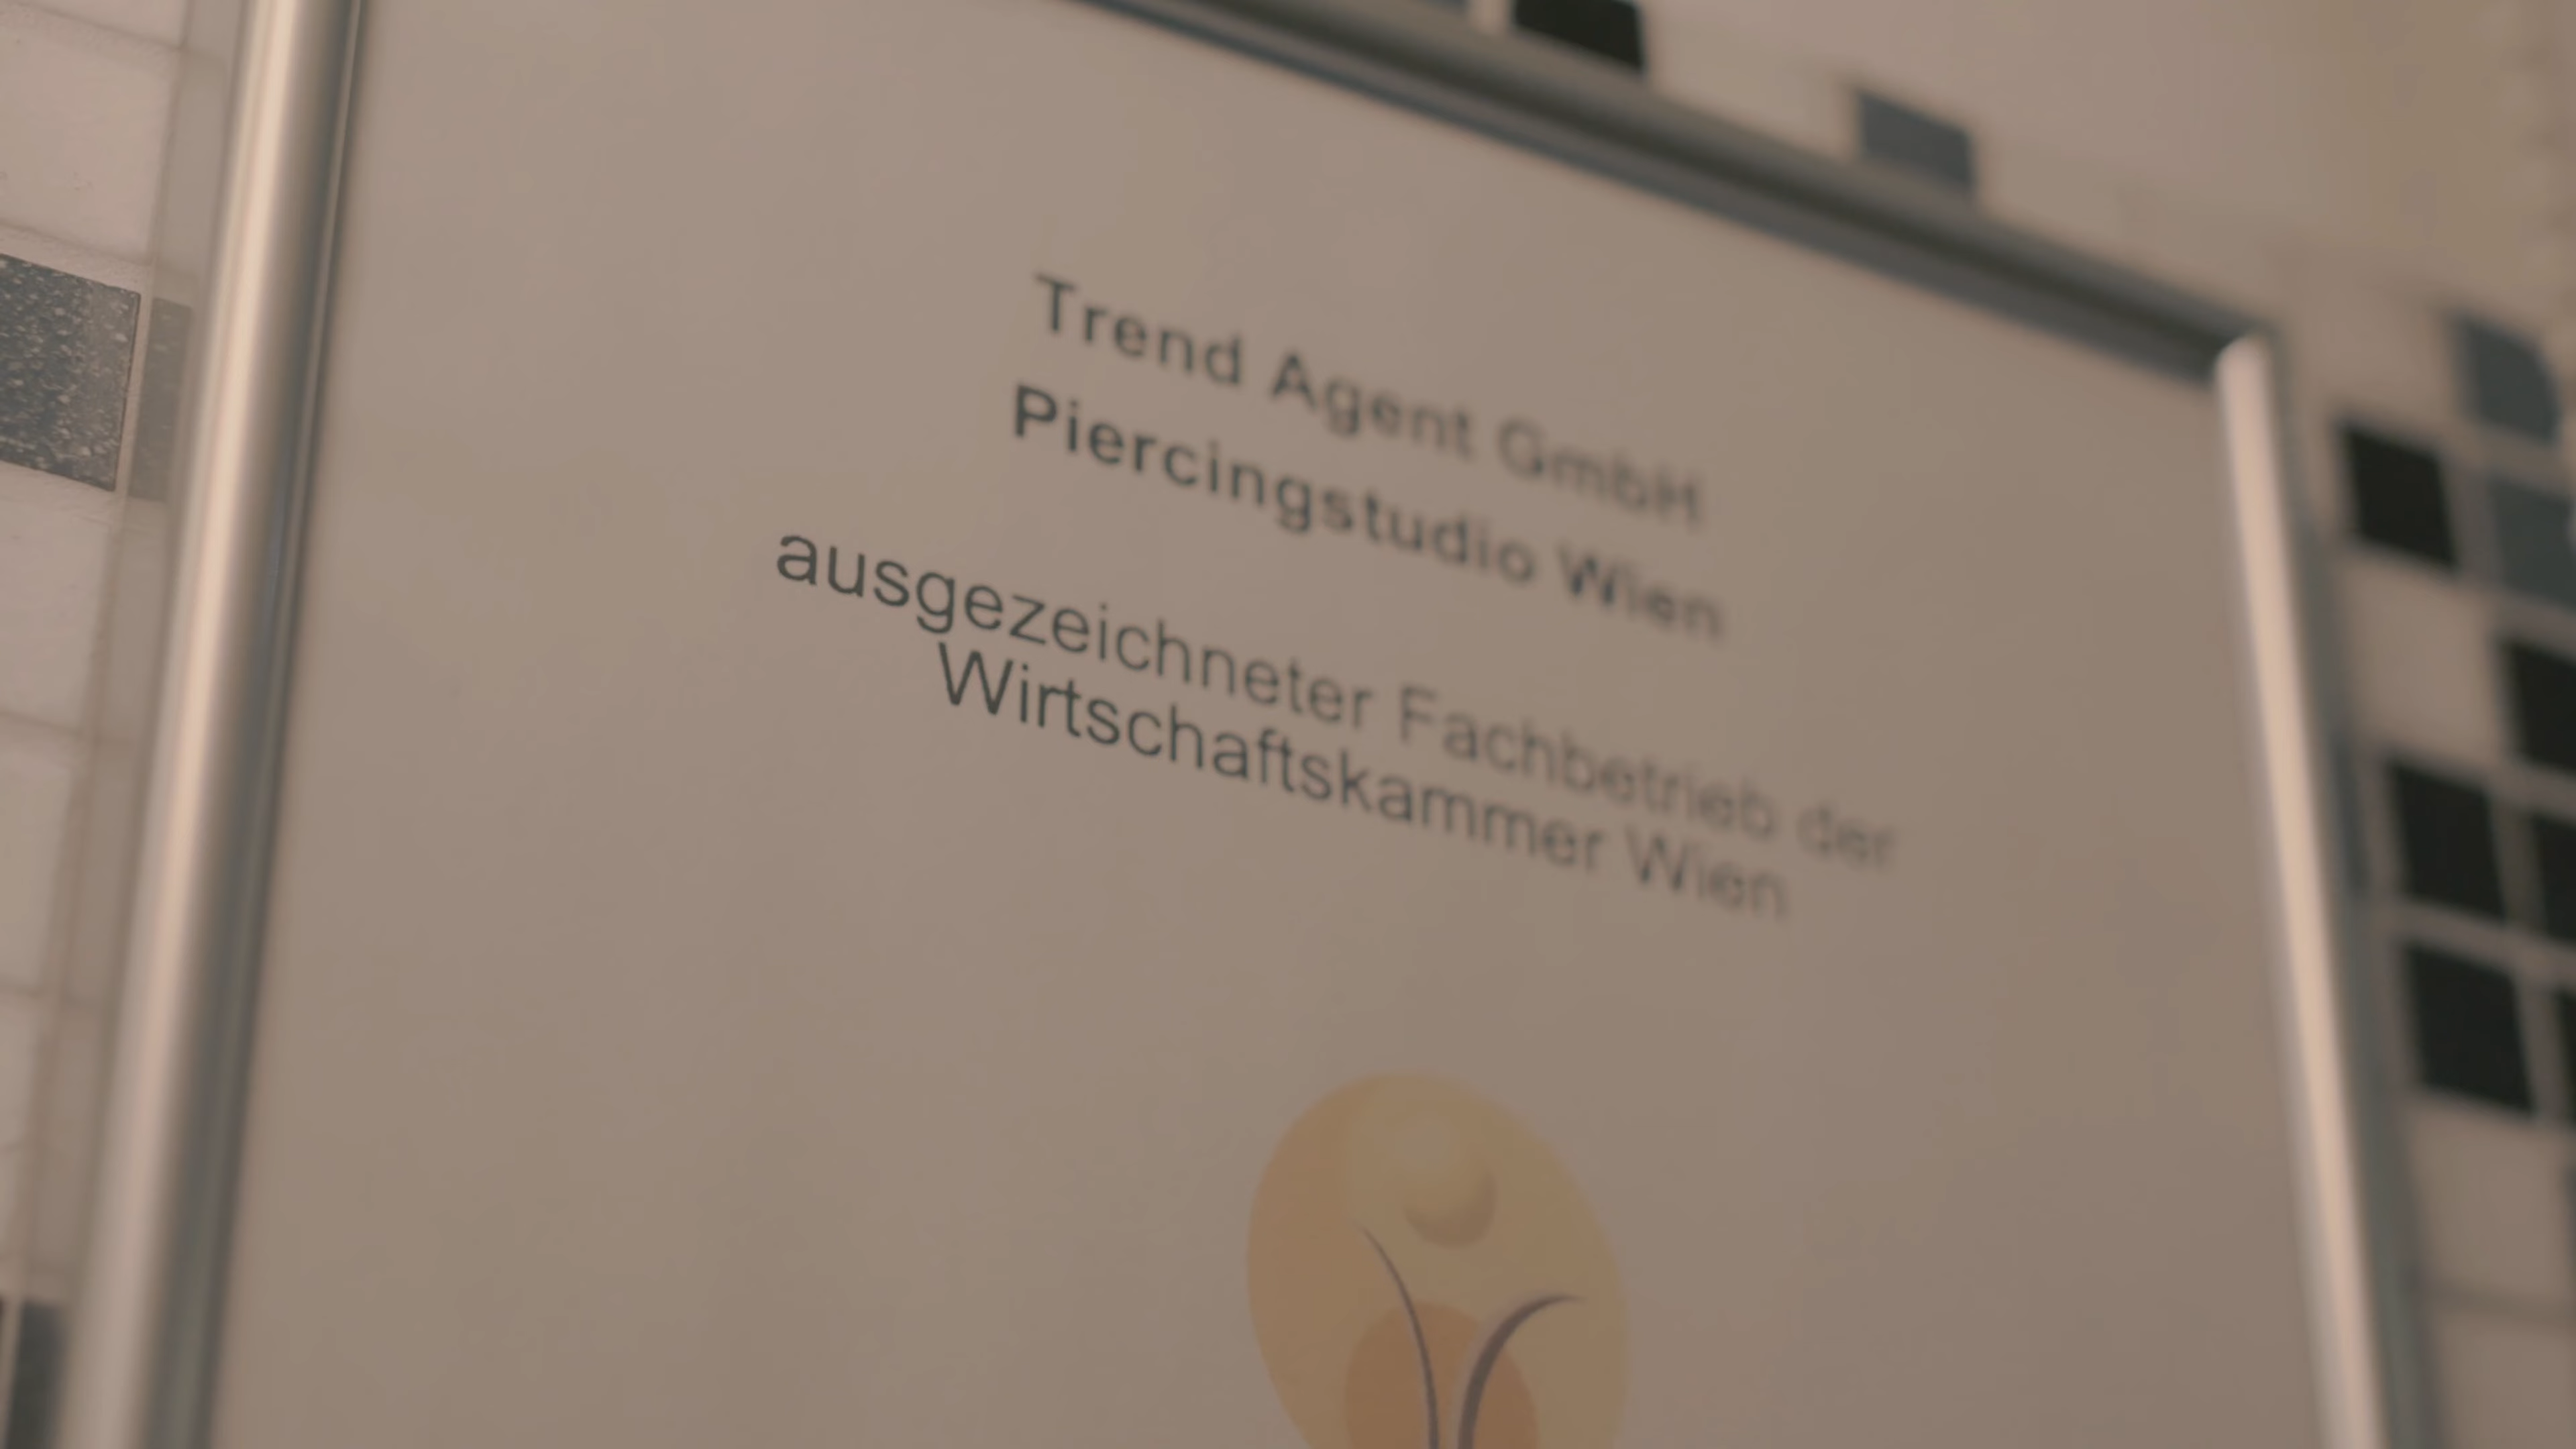 Trend Agent GmbH
Piercingstudio Wien
ausgezeichneter Fachbetrieb der
Wirtschaftskammer Wien